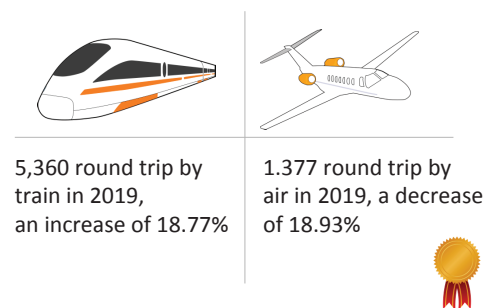 5,360 round trip by
train in 2019,
an increase of 18.77%
1.377 round trip by
air in 2019, a decrease
of 18.93%